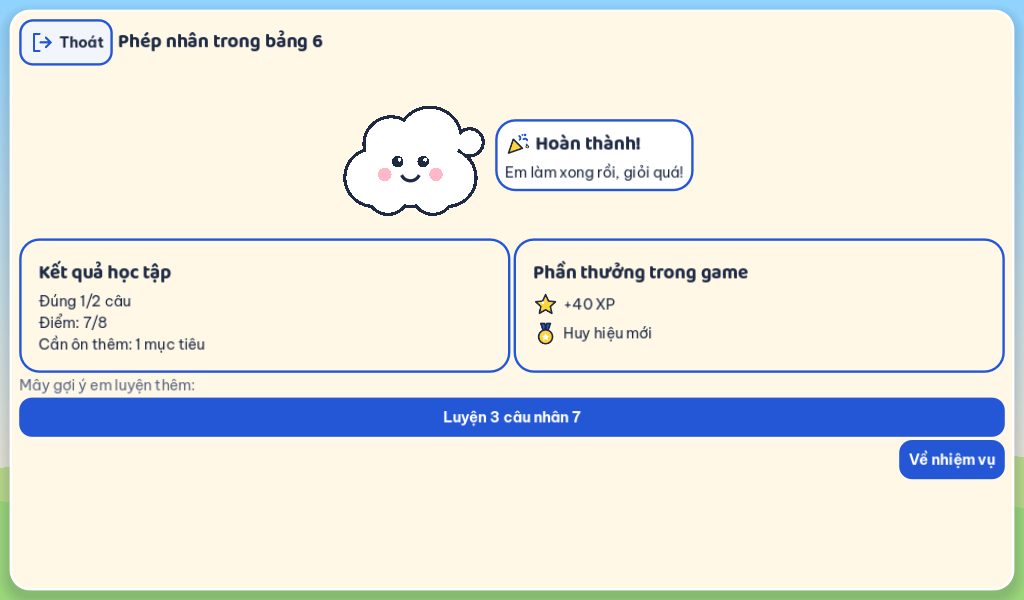 Thoát
Phép nhân trong bảng 6
Hoàn thành!
Em làm xong rồi, giỏi quá!
Kết quả học tập
Đúng 1/2 câu
Điểm: 7/8
Cần ôn thêm: 1 mục tiêu
Phần thưởng trong game
+40 XP
Huy hiệu mới
Mây gợi ý em luyện thêm:
Luyện 3 câu nhân 7
Về nhiệm vụ